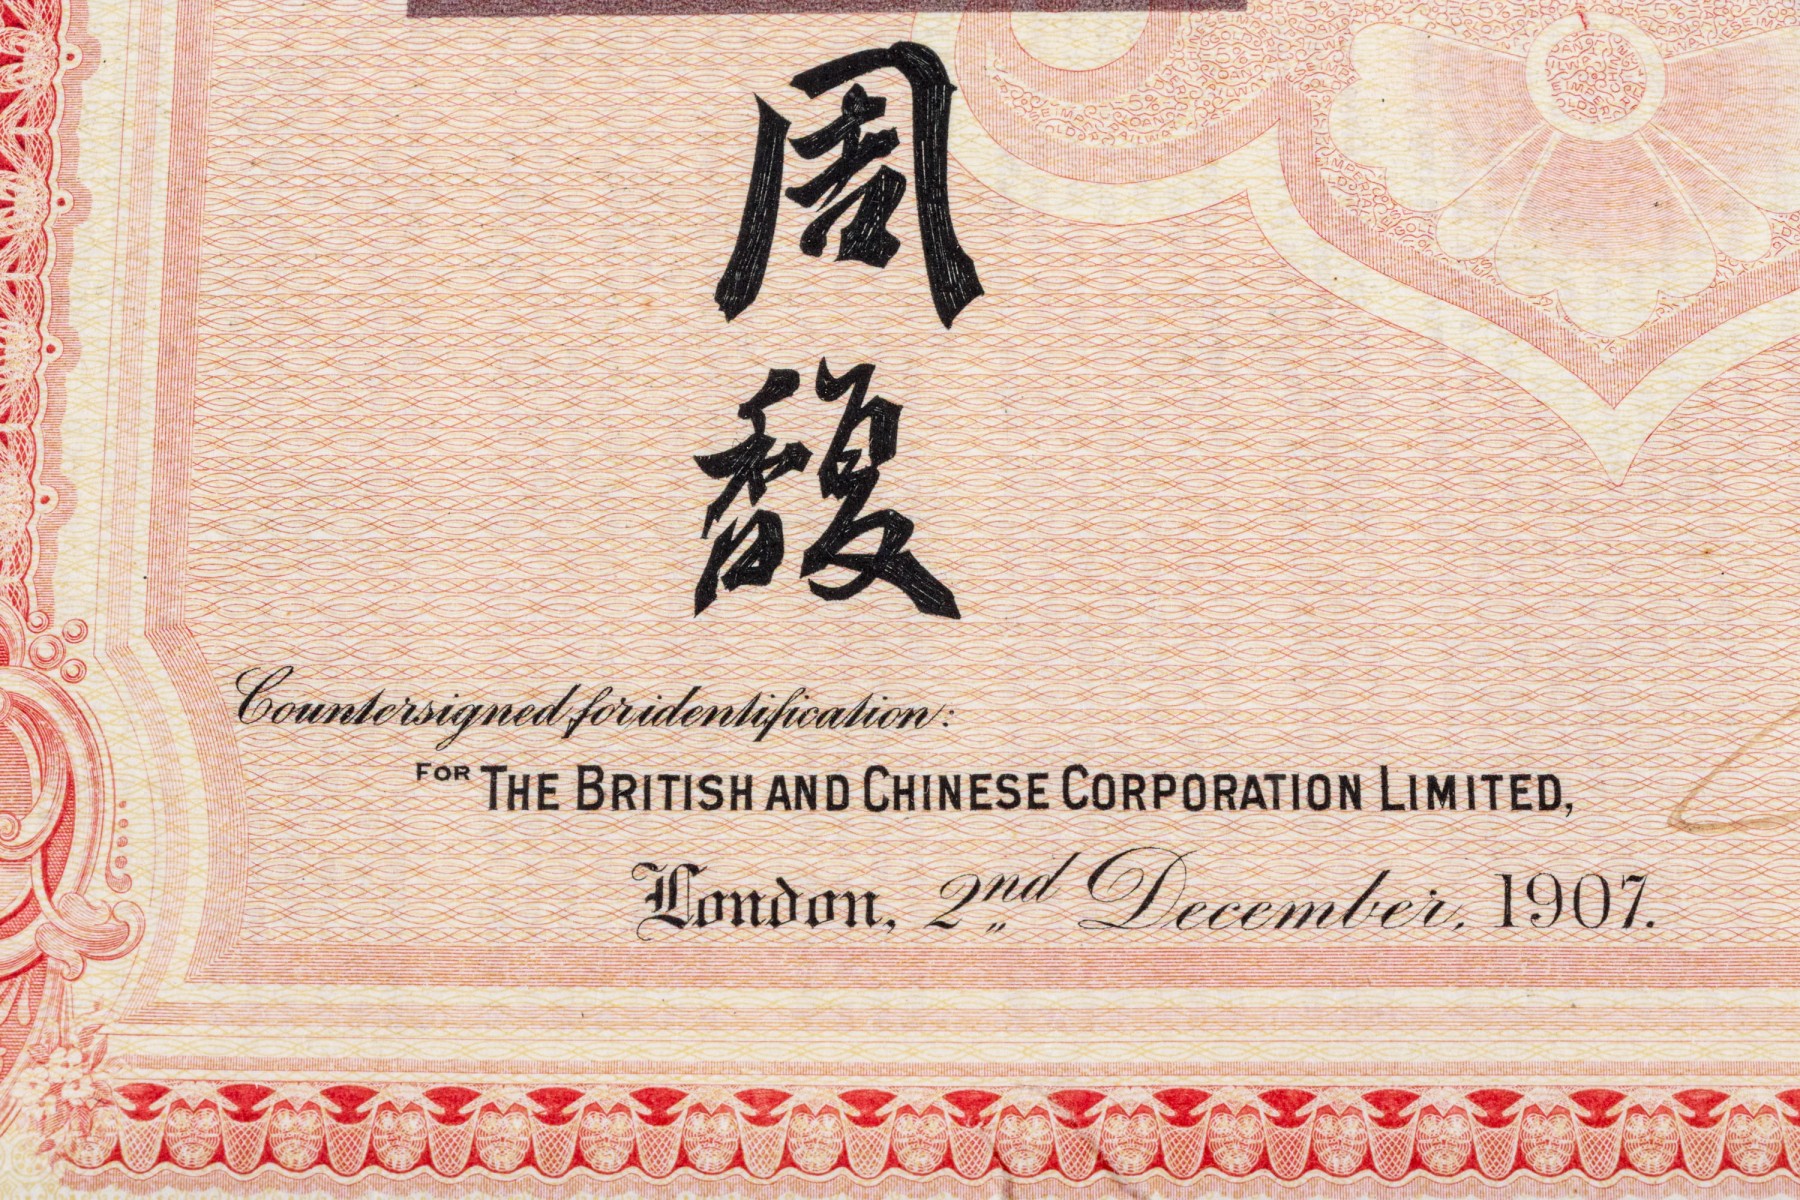 周
馥
Countersigned for identification:
FOR THE BRITISH AND CHINESE CORPORATION LIMITED,
London, 2nd December, 1907.